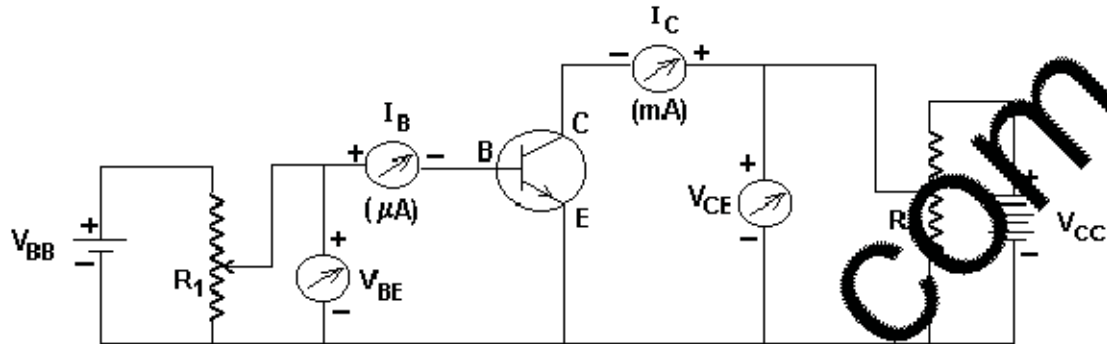 I_C
− +
(mA)
I_B
+ −
(μA)
B
C
E
V_BB
+
−
R_1
+
V_BE
−
+
V_CE
−
R
+
V_CC
−
com